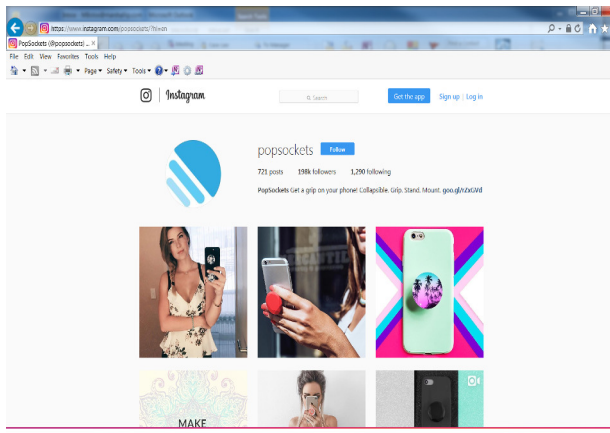 https://www.instagram.com/popsockets/?hl=en
PopSockets (@popsockets) ...
File Edit View Favorites Tools Help
Page Safety Tools
Instagram
Search
Get the app
Sign up | Log in
popsockets
Follow
721 posts 198k followers 1,290 following
PopSockets Get a grip on your phone! Collapsible. Grip. Stand. Mount. goo.gl/rZxGVd
MAKE